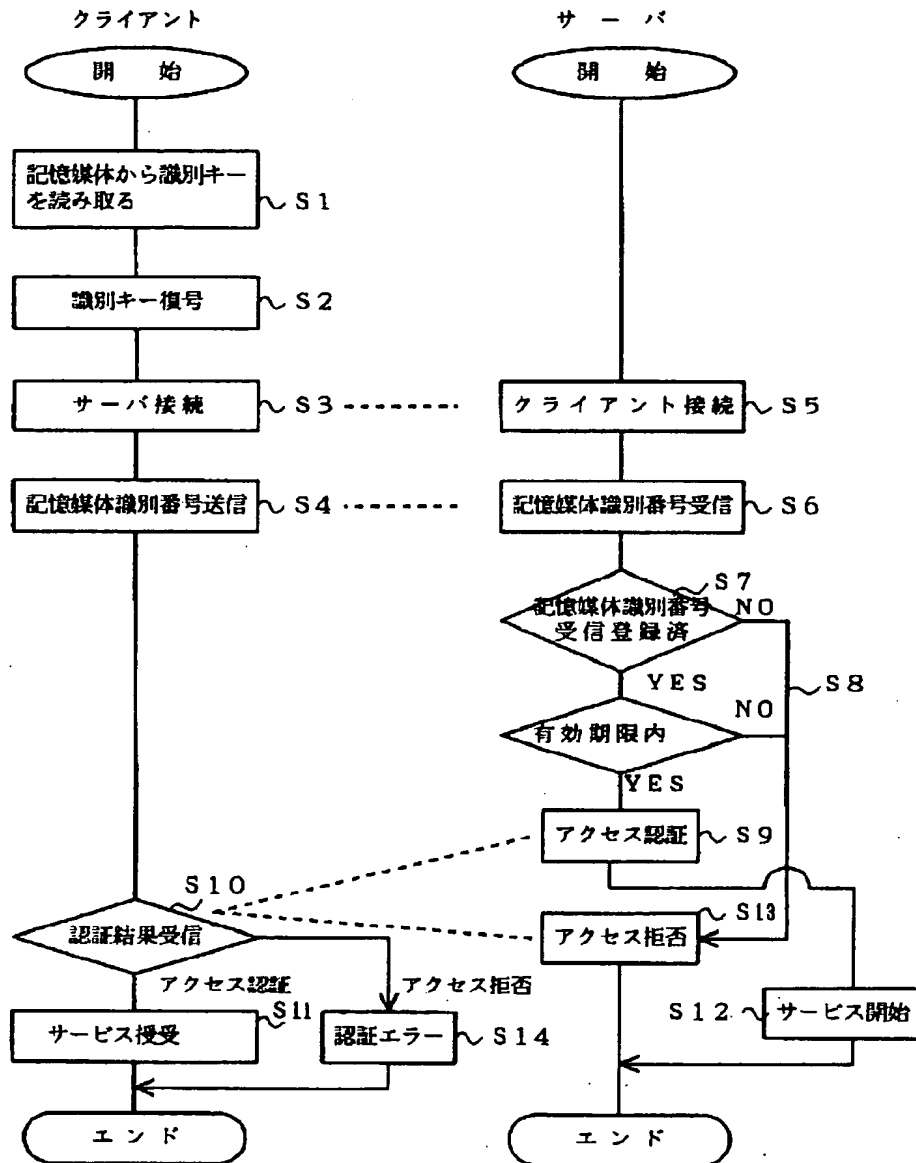 クライアント
サーバ
開始
開始
記憶媒体から識別キー
を読み取る
S1
識別キー復号
S2
サーバ接続
S3
クライアント接続
S5
記憶媒体識別番号送信
S4
記憶媒体識別番号受信
S6
S7
記憶媒体識別番号
受信登録済
NO
YES
S8
有効期限内
NO
YES
アクセス認証
S9
S10
認証結果受信
S13
アクセス拒否
アクセス認証
アクセス拒否
S11
サービス授受
認証エラー
S14
S12
サービス開始
エンド
エンド